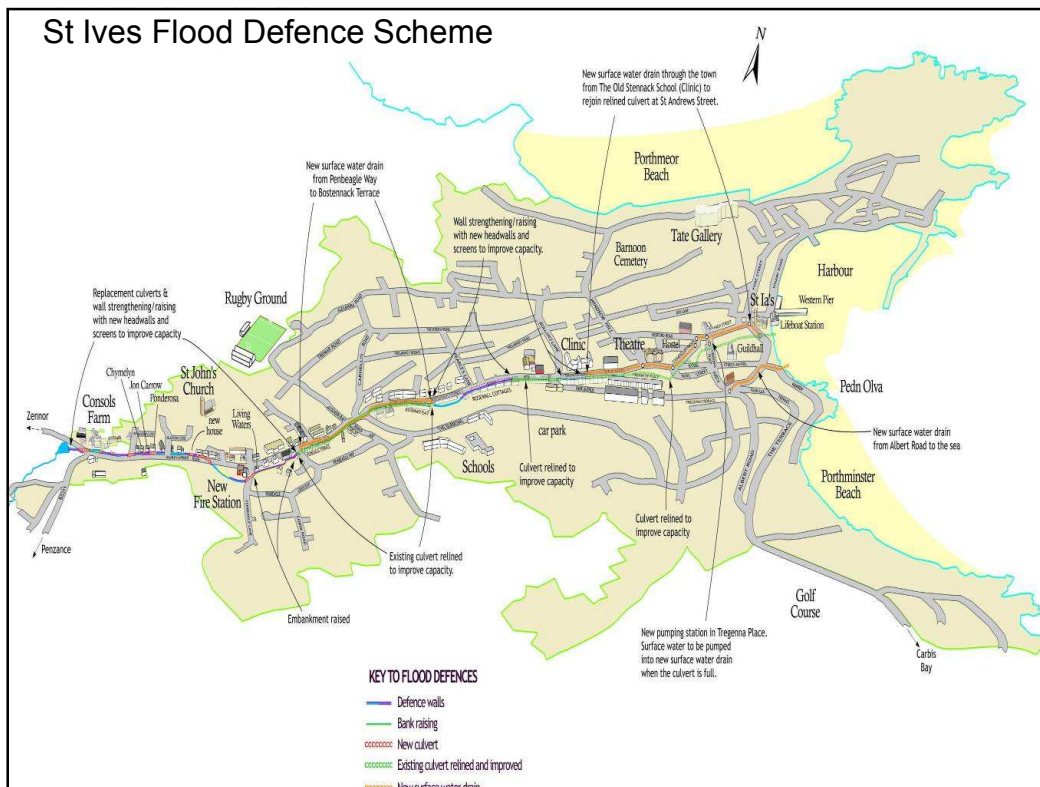 St Ives Flood Defence Scheme
N
New surface water drain through the town
from The Old Stennack School (Clinic) to
rejoin relined culvert at St Andrews Street.
New surface water drain
from Penbeagle Way
to Bostennack Terrace
Porthmeor
Beach
Wall strengthening/raising
with new headwalls and
screens to improve capacity.
Tate Gallery
Barnoon
Cemetery
Harbour
Replacement culverts &
wall strengthening/raising
with new headwalls and
screens to improve capacity
Rugby Ground
St Ia's
Western Pier
Lifeboat Station
Clinic
Theatre
Hostel
Guildhall
Chymelyn
Jon Carrow
Ponderosa
St John's
Church
Consols
Farm
Zennor
new
house
Living
Waters
Pedn Olva
car park
Schools
New
Fire Station
Culvert relined to
improve capacity
New surface water drain
from Albert Road to the sea
Porthminster
Beach
ALBERT ROAD
THE TERRACE
Culvert relined to
improve capacity
Penzance
Existing culvert relined
to improve capacity.
Embankment raised
Golf
Course
New pumping station in Tregenna Place.
Surface water to be pumped
into new surface water drain
when the culvert is full.
Carbis
Bay
KEY TO FLOOD DEFENCES
Defence walls
Bank raising
New culvert
Existing culvert relined and improved
New surface water drain